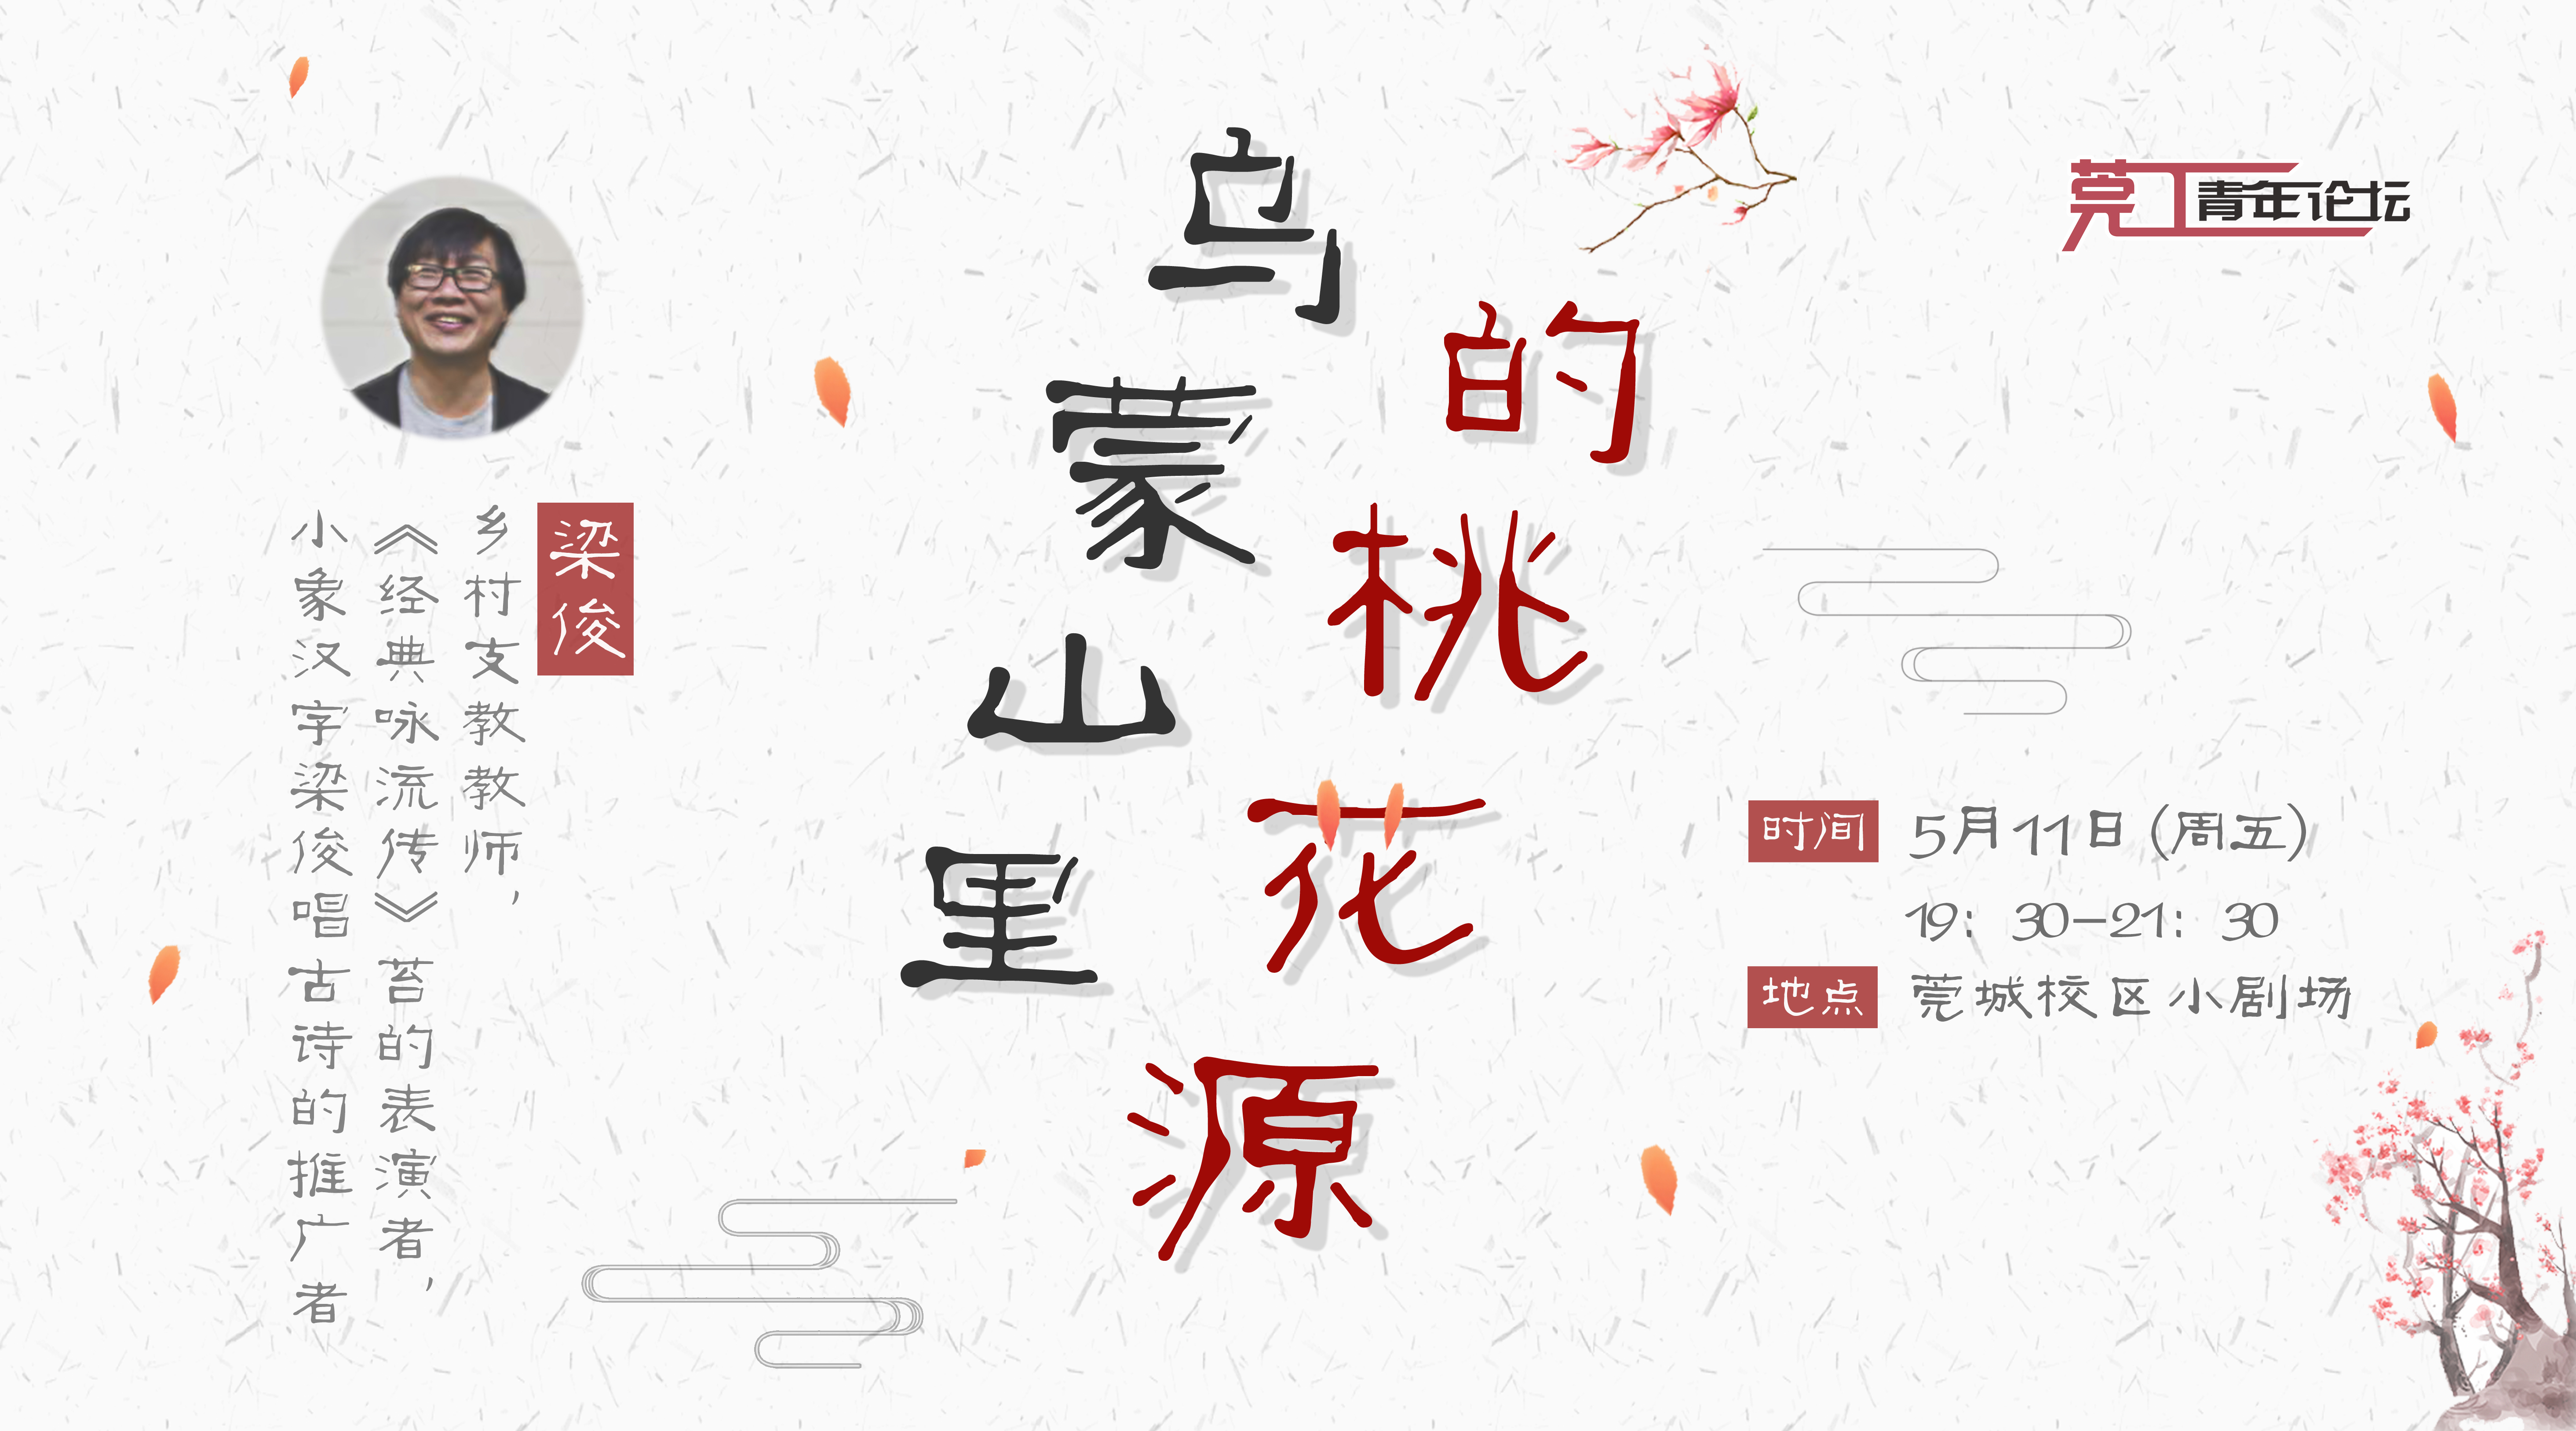 莞工青年论坛
乌蒙山里
的桃花源
梁俊
乡村支教教师，
《经典咏流传》苔的表演者，
小象汉字梁俊唱古诗的推广者
时间 5月11日（周五）
19：30-21：30
地点 莞城校区小剧场